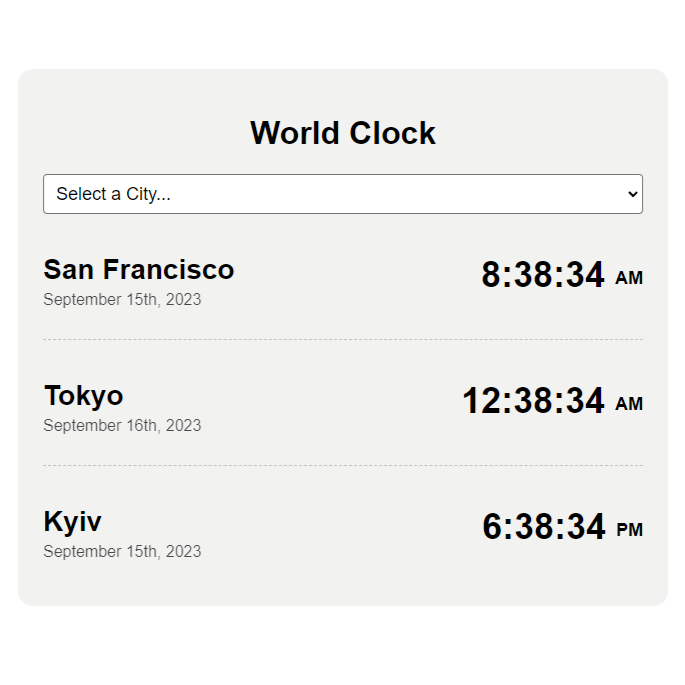 World Clock
Select a City...
San Francisco
8:38:34 AM
September 15th, 2023
Tokyo
12:38:34 AM
September 16th, 2023
Kyiv
6:38:34 PM
September 15th, 2023